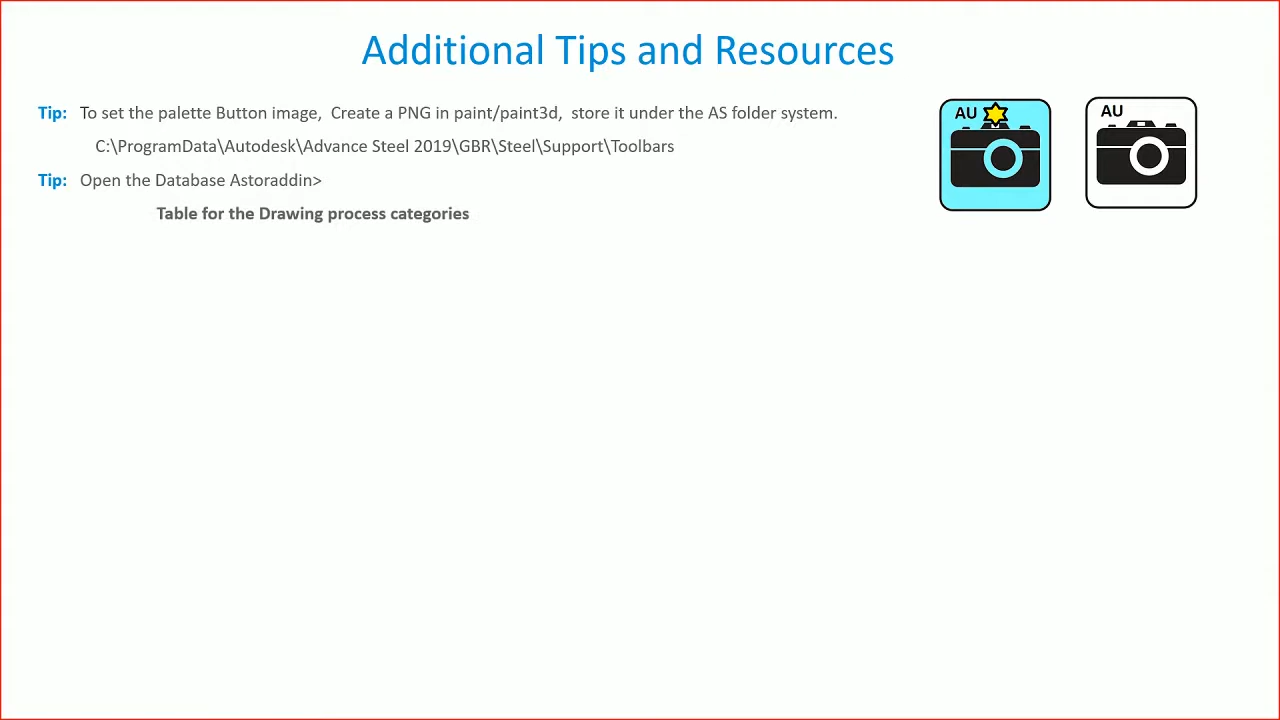 Additional Tips and Resources
Tip: To set the palette Button image, Create a PNG in paint/paint3d, store it under the AS folder system.
C:\ProgramData\Autodesk\Advance Steel 2019\GBR\Steel\Support\Toolbars
Tip: Open the Database Astoraddin>
Table for the Drawing process categories
AU
AU